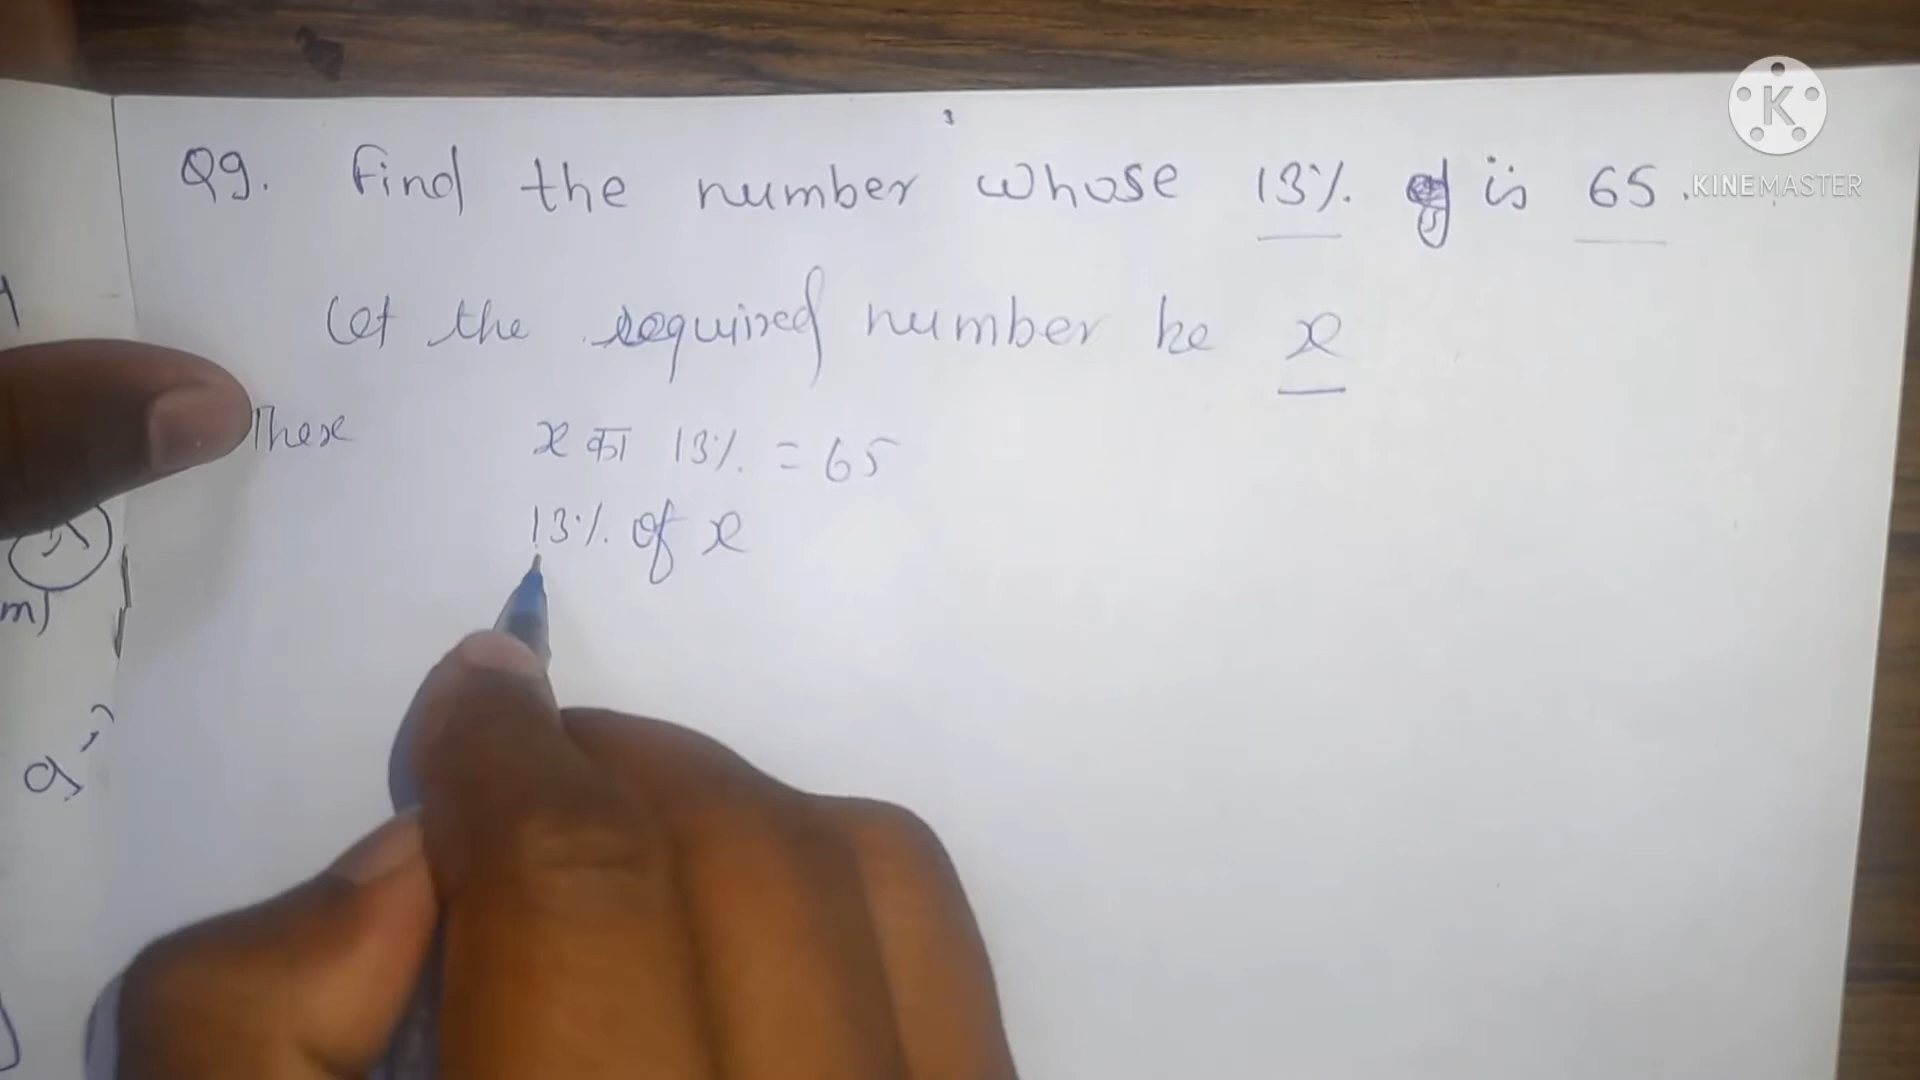 Q9. Find the number whose 13% is 65.
Let the required number be x
There x का 13% = 65
13% of x
m)
a
K
KINEMASTER